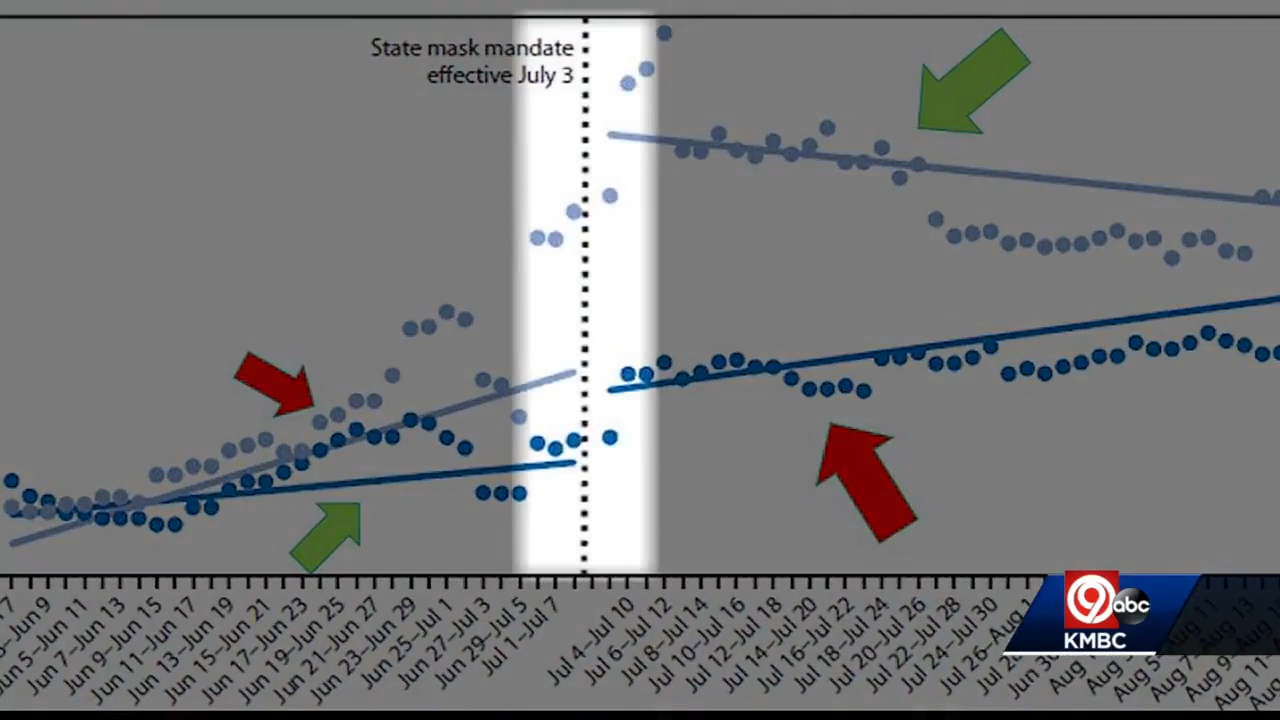 State mask mandate
effective July 3
Jun 5–Jun 11
Jun 7–Jun 13
Jun 9–Jun 15
Jun 11–Jun 17
Jun 13–Jun 19
Jun 15–Jun 21
Jun 17–Jun 23
Jun 19–Jun 25
Jun 21–Jun 27
Jun 23–Jun 29
Jun 25–Jul 1
Jun 27–Jul 3
Jun 29–Jul 5
Jul 1–Jul 7
Jul 4–Jul 10
Jul 6–Jul 12
Jul 8–Jul 14
Jul 10–Jul 16
Jul 12–Jul 18
Jul 14–Jul 20
Jul 16–Jul 22
Jul 18–Jul 24
Jul 20–Jul 26
Jul 22–Jul 28
Jul 24–Jul 30
Jul 26–Aug 1
9 abc
KMBC